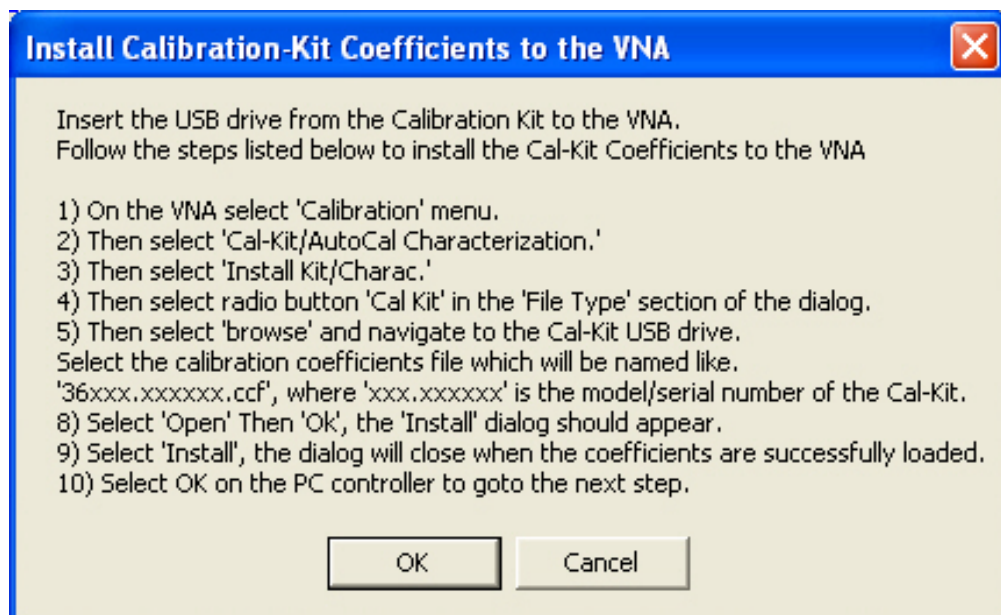 Install Calibration-Kit Coefficients to the VNA
Insert the USB drive from the Calibration Kit to the VNA.
Follow the steps listed below to install the Cal-Kit Coefficients to the VNA
1) On the VNA select 'Calibration' menu.
2) Then select 'Cal-Kit/AutoCal Characterization.'
3) Then select 'Install Kit/Charac.'
4) Then select radio button 'Cal Kit' in the 'File Type' section of the dialog.
5) Then select 'browse' and navigate to the Cal-Kit USB drive.
Select the calibration coefficients file which will be named like.
'36xxx.xxxxxx.ccf', where 'xxx.xxxxxx' is the model/serial number of the Cal-Kit.
8) Select 'Open' Then 'Ok', the 'Install' dialog should appear.
9) Select 'Install', the dialog will close when the coefficients are successfully loaded.
10) Select OK on the PC controller to goto the next step.
OK Cancel